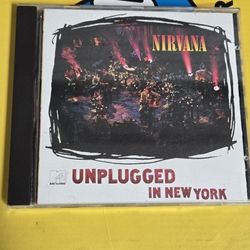 NIRVANA
UNPLUGGED
IN NEW YORK